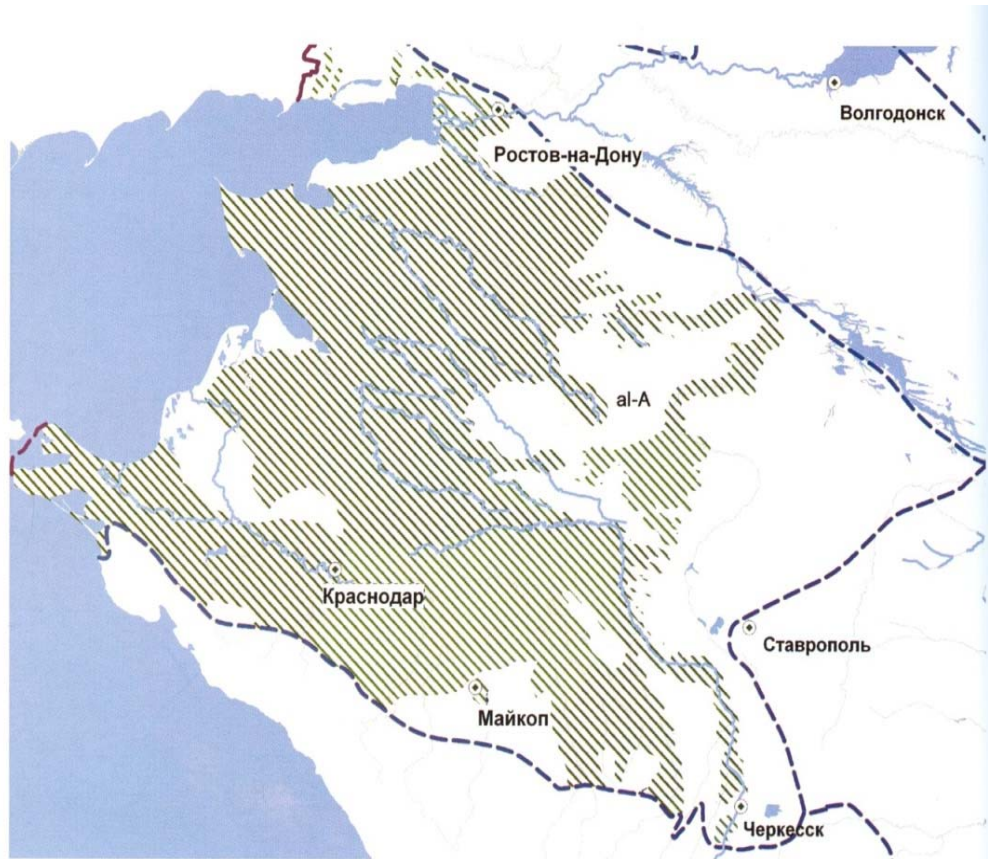 Волгодонск
Ростов-на-Дону
al-A
Краснодар
Ставрополь
Майкоп
Черкесск